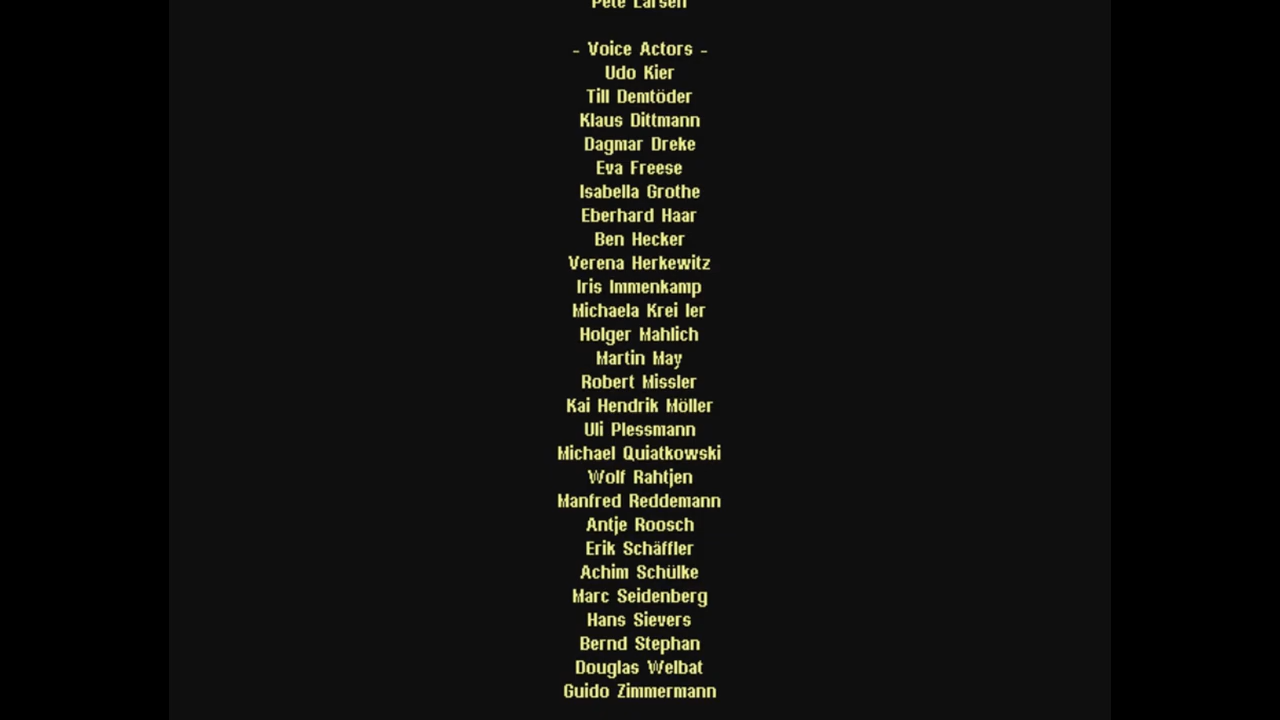 Pete Larsen
- Voice Actors -
Udo Kier
Till Demtöder
Klaus Dittmann
Dagmar Dreke
Eva Freese
Isabella Grothe
Eberhard Haar
Ben Hecker
Verena Herkewitz
Iris Immenkamp
Michaela Krei ler
Holger Mahlich
Martin May
Robert Missler
Kai Hendrik Möller
Uli Plessmann
Michael Quiatkowski
Wolf Rahtjen
Manfred Reddemann
Antje Roosch
Erik Schäffler
Achim Schülke
Marc Seidenberg
Hans Sievers
Bernd Stephan
Douglas Welbat
Guido Zimmermann